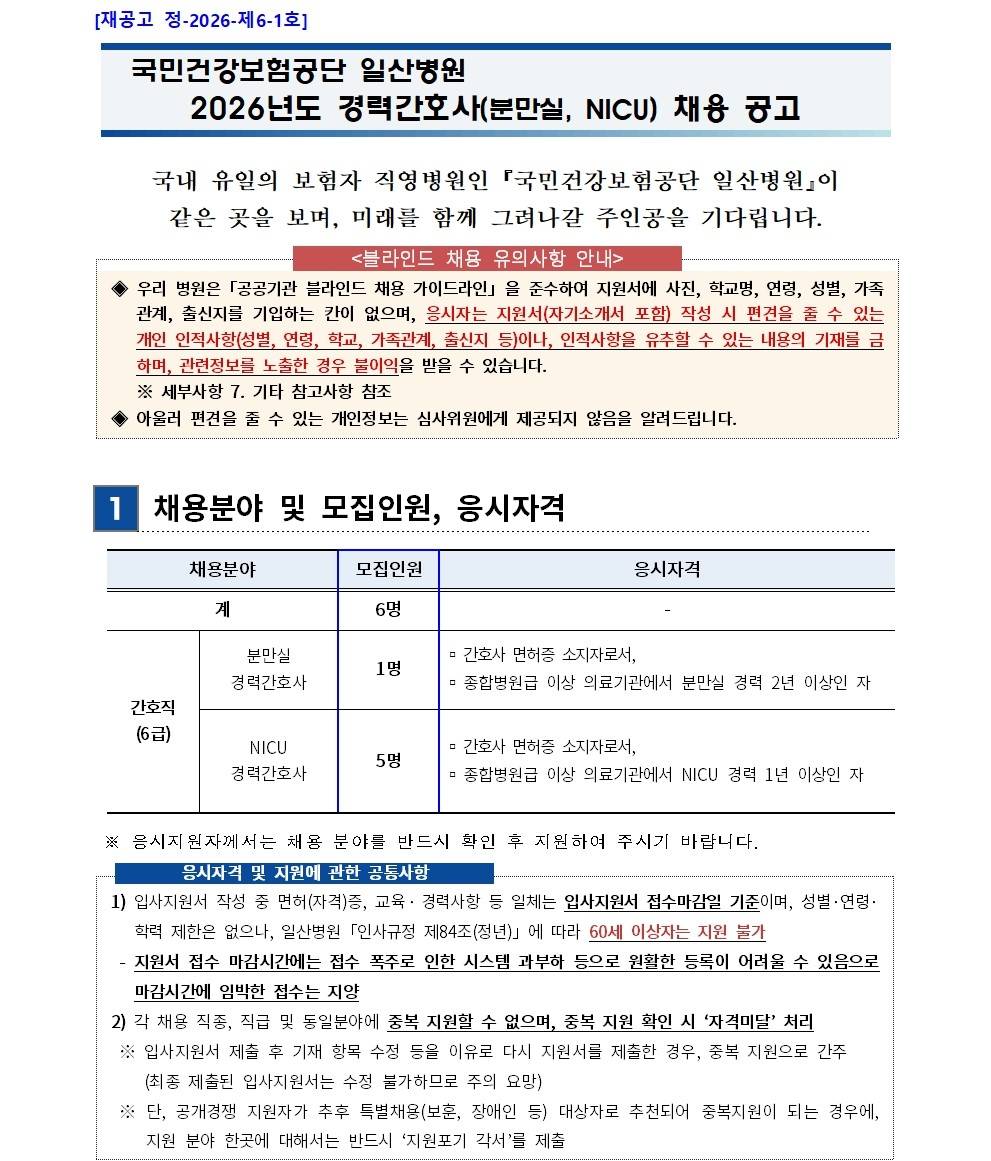 [재공고 정-2026-제6-1호]
국민건강보험공단 일산병원
2026년도 경력간호사(분만실, NICU) 채용 공고
국내 유일의 보험자 직영병원인 『국민건강보험공단 일산병원』이
같은 곳을 보며, 미래를 함께 그려나갈 주인공을 기다립니다.
<블라인드 채용 유의사항 안내>
◈ 우리 병원은「공공기관 블라인드 채용 가이드라인」을 준수하여 지원서에 사진, 학교명, 연령, 성별, 가족
관계, 출신지를 기입하는 칸이 없으며, 응시자는 지원서(자기소개서 포함) 작성 시 편견을 줄 수 있는
개인 인적사항(성별, 연령, 학교, 가족관계, 출신지 등)이나, 인적사항을 유추할 수 있는 내용의 기재를 금
하며, 관련정보를 노출한 경우 불이익을 받을 수 있습니다.
※ 세부사항 7. 기타 참고사항 참조
◈ 아울러 편견을 줄 수 있는 개인정보는 심사위원에게 제공되지 않음을 알려드립니다.
1 채용분야 및 모집인원, 응시자격
채용분야 모집인원 응시자격
계 6명 -
간호직
(6급)
분만실
경력간호사
1명
▫ 간호사 면허증 소지자로서,
▫ 종합병원급 이상 의료기관에서 분만실 경력 2년 이상인 자
NICU
경력간호사
5명
▫ 간호사 면허증 소지자로서,
▫ 종합병원급 이상 의료기관에서 NICU 경력 1년 이상인 자
※ 응시지원자께서는 채용 분야를 반드시 확인 후 지원하여 주시기 바랍니다.
응시자격 및 지원에 관한 공통사항
1) 입사지원서 작성 중 면허(자격)증, 교육· 경력사항 등 일체는 입사지원서 접수마감일 기준이며, 성별·연령·
학력 제한은 없으나, 일산병원「인사규정 제84조(정년)」에 따라 60세 이상자는 지원 불가
- 지원서 접수 마감시간에는 접수 폭주로 인한 시스템 과부하 등으로 원활한 등록이 어려울 수 있음으로
마감시간에 임박한 접수는 지양
2) 각 채용 직종, 직급 및 동일분야에 중복 지원할 수 없으며, 중복 지원 확인 시 ‘자격미달’ 처리
※ 입사지원서 제출 후 기재 항목 수정 등을 이유로 다시 지원서를 제출한 경우, 중복 지원으로 간주
(최종 제출된 입사지원서는 수정 불가하므로 주의 요망)
※ 단, 공개경쟁 지원자가 추후 특별채용(보훈, 장애인 등) 대상자로 추천되어 중복지원이 되는 경우에,
지원 분야 한곳에 대해서는 반드시 ‘지원포기 각서’를 제출